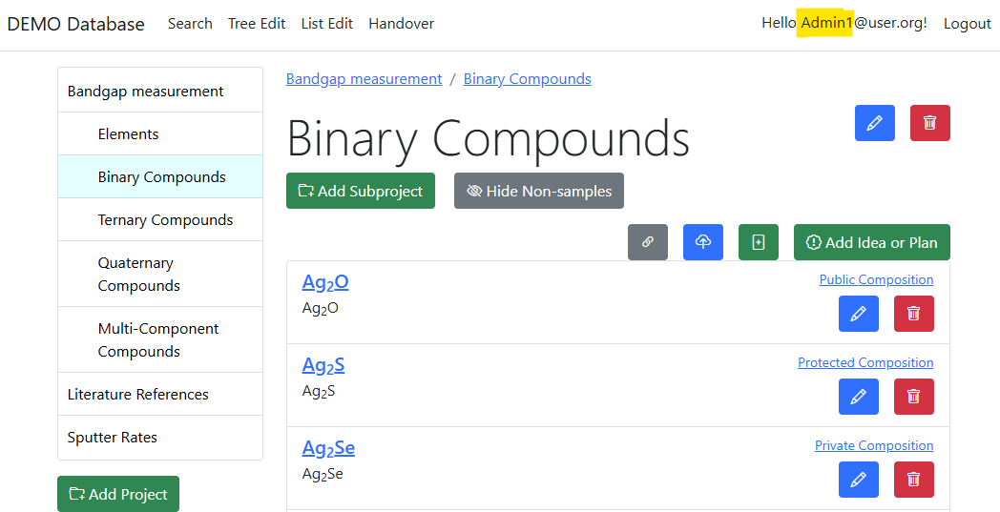 DEMO Database Search Tree Edit List Edit Handover Hello Admin1@user.org! Logout
Bandgap measurement
Elements
Binary Compounds
Ternary Compounds
Quaternary
Compounds
Multi-Component
Compounds
Literature References
Sputter Rates
Add Project
Bandgap measurement / Binary Compounds
Binary Compounds
Add Subproject Hide Non-samples
Add Idea or Plan
Ag₂O Public Composition
Ag₂O
Ag₂S Protected Composition
Ag₂S
Ag₂Se Private Composition
Ag₂Se